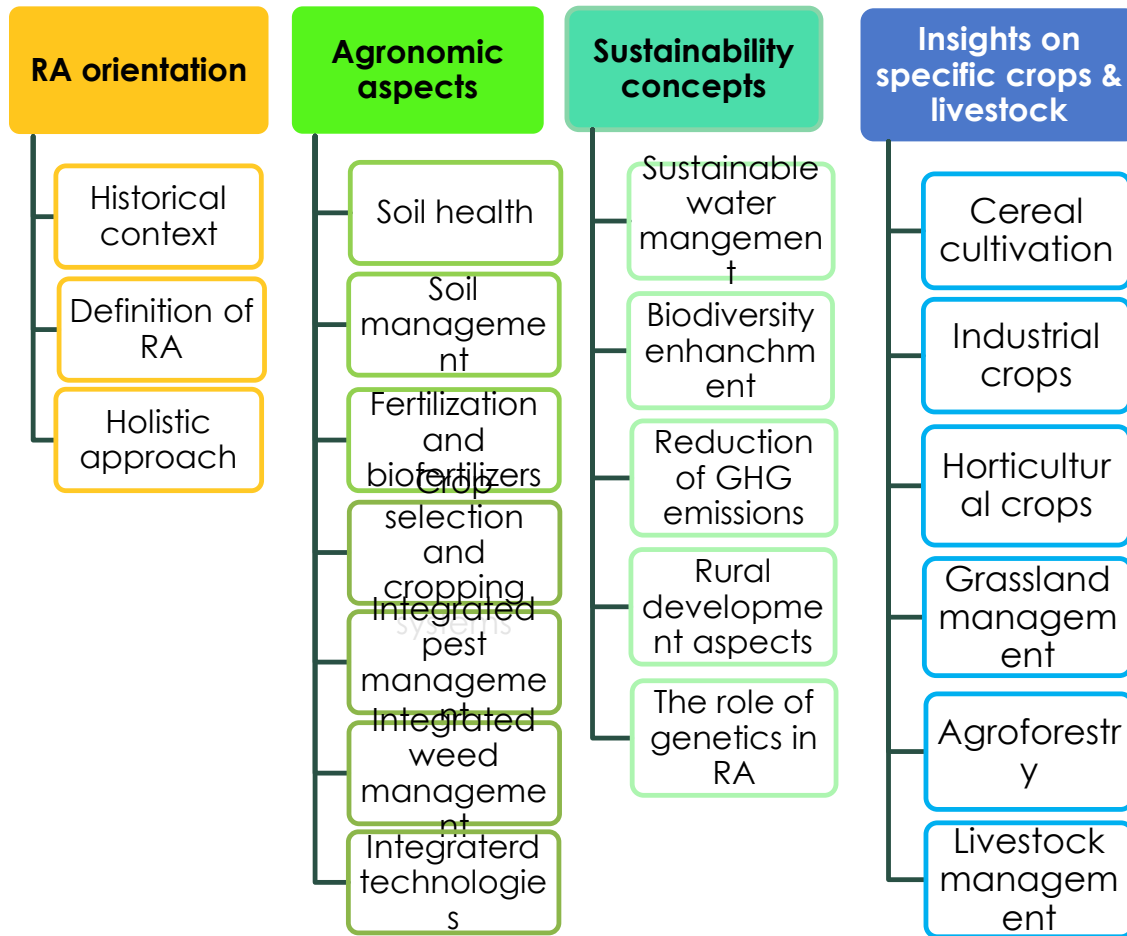 RA orientation
Historical
context
Definition of
RA
Holistic
approach
Agronomic
aspects
Soil health
Soil
manageme
nt
Fertilization
and
biofertilizers
Crop
selection
and
cropping
systems
Integrated
pest
manageme
nt
Integrated
weed
manageme
nt
Integraterd
technologie
s
Sustainability
concepts
Sustainable
water
mangemen
t
Biodiversity
enhanchm
ent
Reduction
of GHG
emissions
Rural
developme
nt aspects
The role of
genetics in
RA
Insights on
specific crops &
livestock
Cereal
cultivation
Industrial
crops
Horticultur
al crops
Grassland
managem
ent
Agroforestr
y
Livestock
managem
ent